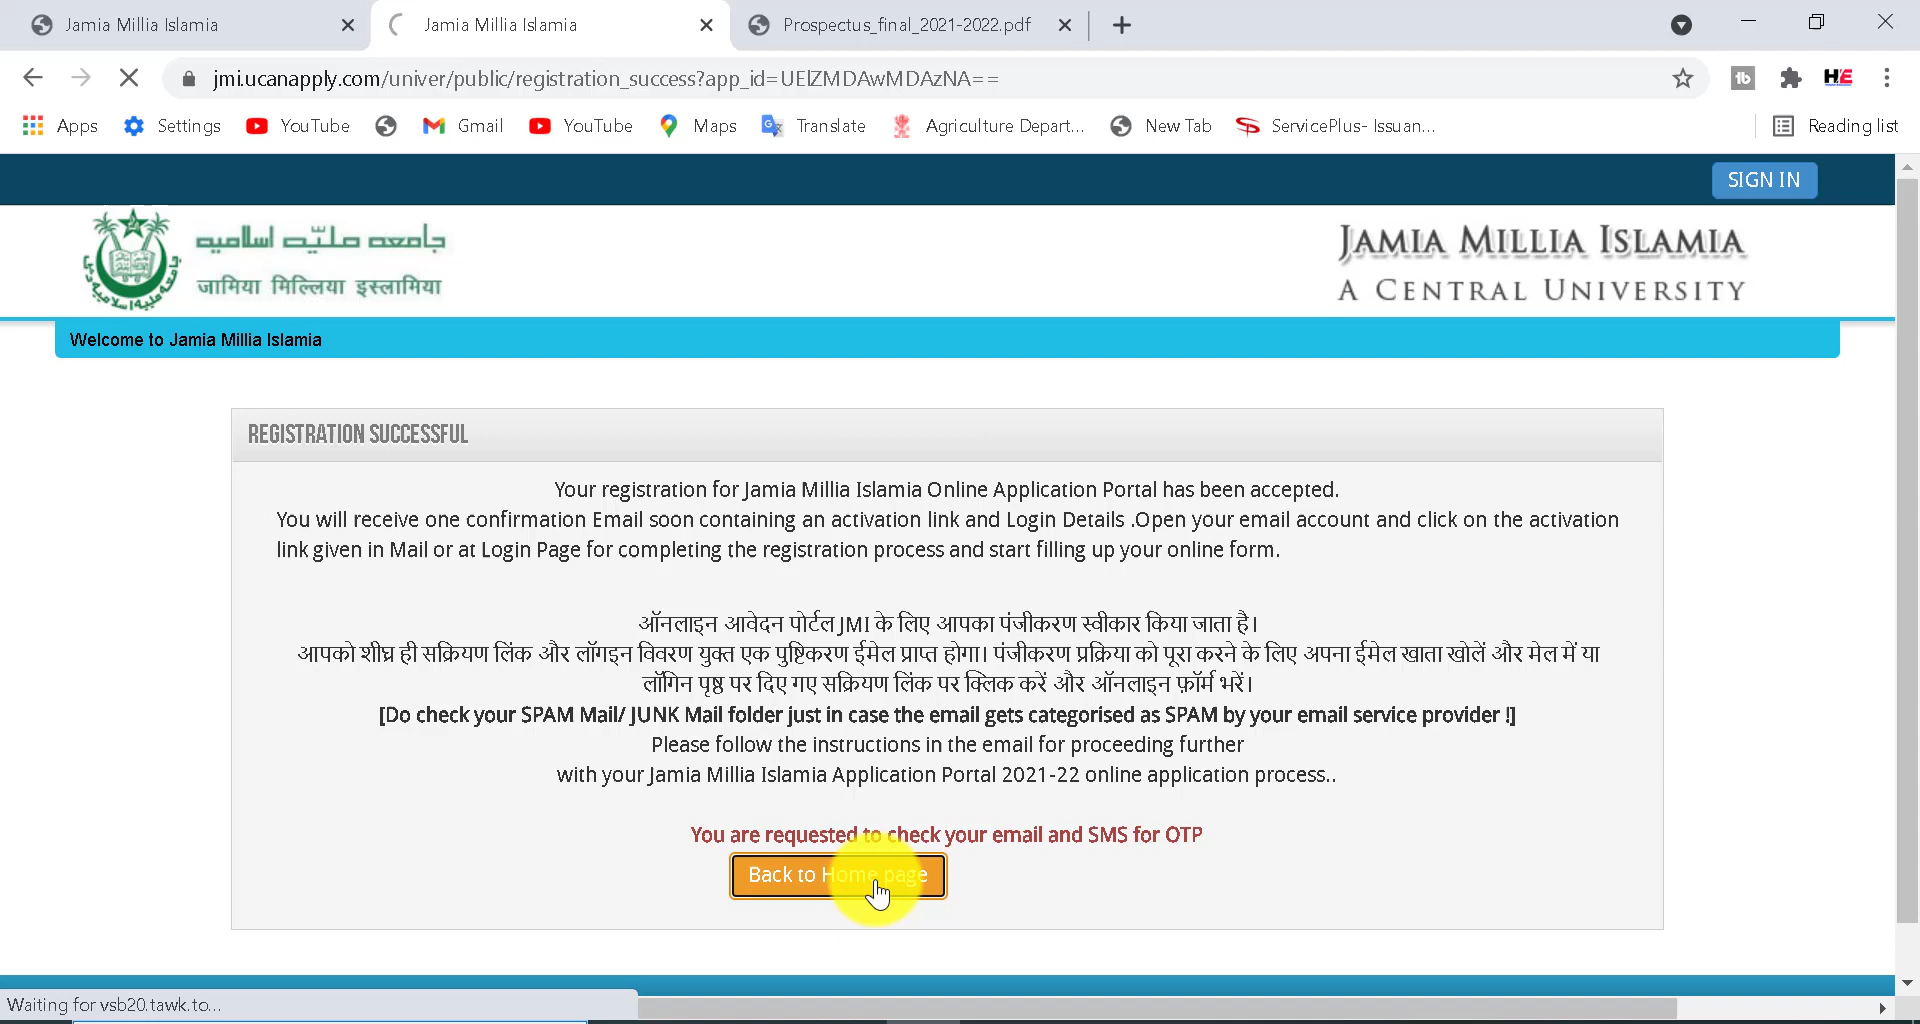 Jamia Millia Islamia
Jamia Millia Islamia
Prospectus_final_2021-2022.pdf
jmi.ucanapply.com/univer/public/registration_success?app_id=UElZMDAwMDAzNA==
Apps
Settings
YouTube
Gmail
YouTube
Maps
Translate
Agriculture Depart...
New Tab
ServicePlus- Issuan...
Reading list
SIGN IN
جامعہ ملیّہ اسلامیہ
जामिया मिल्लिया इस्लामिया
JAMIA MILLIA ISLAMIA
A CENTRAL UNIVERSITY
Welcome to Jamia Millia Islamia
REGISTRATION SUCCESSFUL
Your registration for Jamia Millia Islamia Online Application Portal has been accepted.
You will receive one confirmation Email soon containing an activation link and Login Details .Open your email account and click on the activation
link given in Mail or at Login Page for completing the registration process and start filling up your online form.
ऑनलाइन आवेदन पोर्टल JMI के लिए आपका पंजीकरण स्वीकार किया जाता है।
आपको शीघ्र ही सक्रियण लिंक और लॉगइन विवरण युक्त एक पुष्टिकरण ईमेल प्राप्त होगा। पंजीकरण प्रक्रिया को पूरा करने के लिए अपना ईमेल खाता खोलें और मेल में या
लॉगिन पृष्ठ पर दिए गए सक्रियण लिंक पर क्लिक करें और ऑनलाइन फ़ॉर्म भरें।
[Do check your SPAM Mail/ JUNK Mail folder just in case the email gets categorised as SPAM by your email service provider !]
Please follow the instructions in the email for proceeding further
with your Jamia Millia Islamia Application Portal 2021-22 online application process..
You are requested to check your email and SMS for OTP
Back to Home page
Waiting for vsb20.tawk.to...